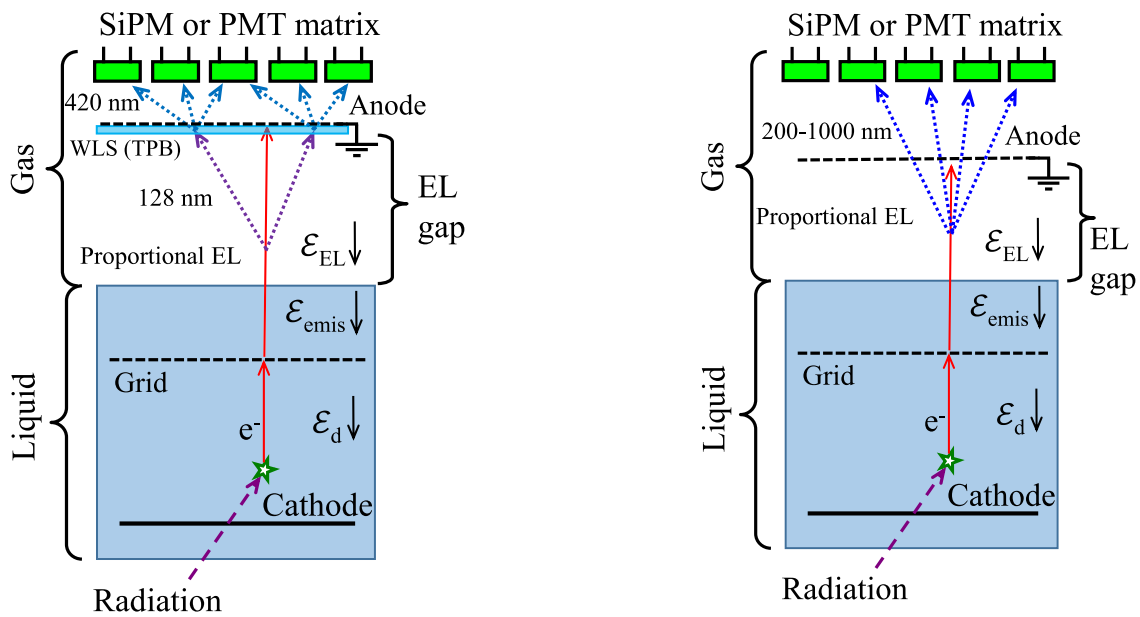 SiPM or PMT matrix
420 nm
Anode
WLS (TPB)
Gas
128 nm
EL
gap
Proportional EL
ℰEL
ℰemis
Grid
Liquid
ℰd
e-
Cathode
Radiation
SiPM or PMT matrix
200-1000 nm
Anode
Gas
Proportional EL
ℰEL
EL
gap
ℰemis
Grid
Liquid
ℰd
e-
Cathode
Radiation